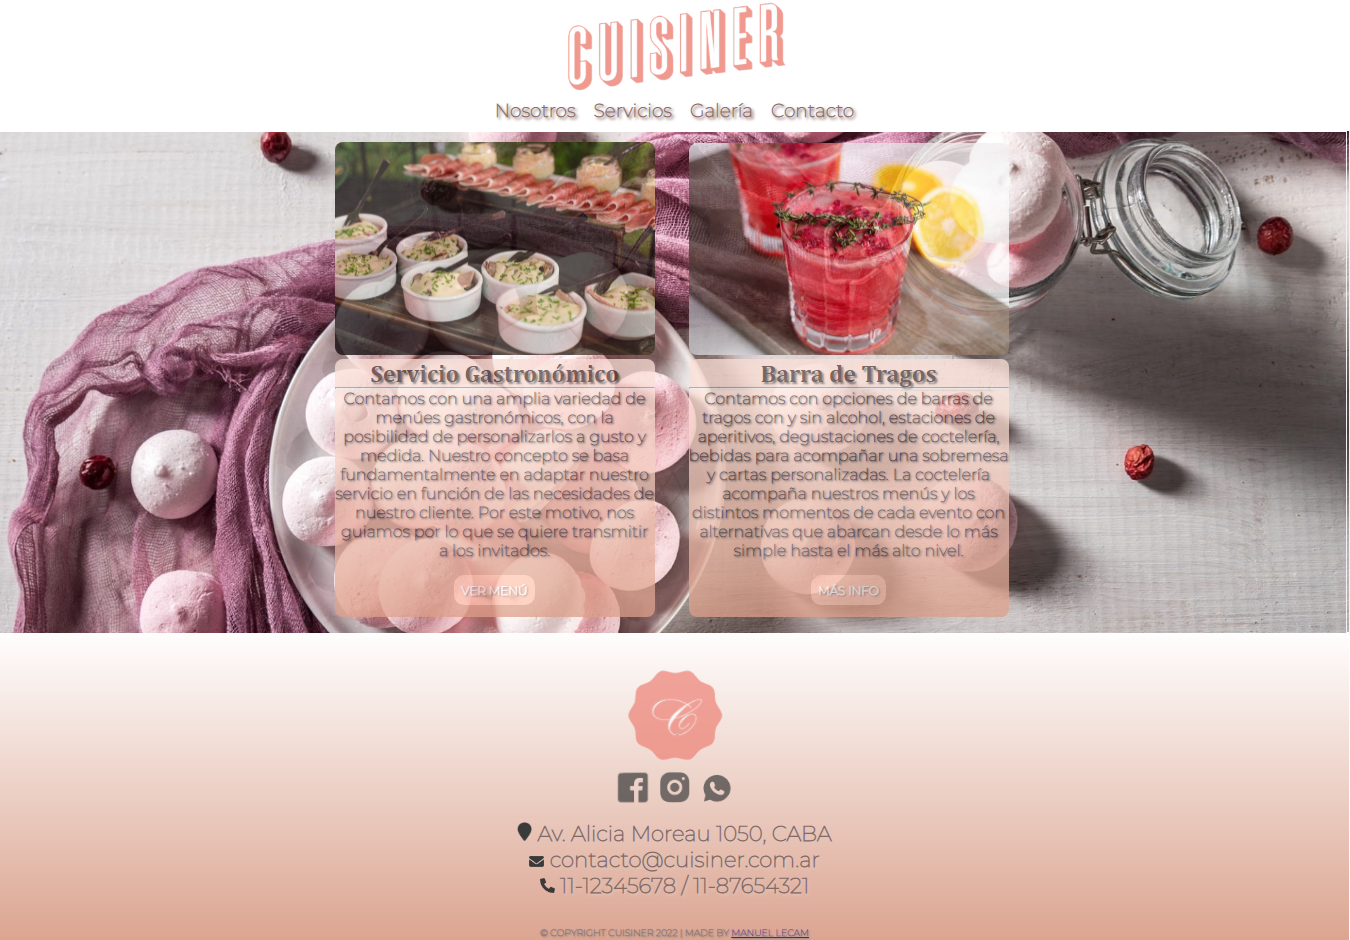 CUISINER
Nosotros Servicios Galería Contacto
Servicio Gastronómico
Contamos con una amplia variedad de
menúes gastronómicos, con la
posibilidad de personalizarlos a gusto y
medida. Nuestro concepto se basa
fundamentalmente en adaptar nuestro
servicio en función de las necesidades de
nuestro cliente. Por este motivo, nos
guiamos por lo que se quiere transmitir
a los invitados.
VER MENÚ
Barra de Tragos
Contamos con opciones de barras de
tragos con y sin alcohol, estaciones de
aperitivos, degustaciones de coctelería,
bebidas para acompañar una sobremesa
y cartas personalizadas. La coctelería
acompaña nuestros menús y los
distintos momentos de cada evento con
alternativas que abarcan desde lo más
simple hasta el más alto nivel.
MÁS INFO
C
Av. Alicia Moreau 1050, CABA
contacto@cuisiner.com.ar
11-12345678 / 11-87654321
© COPYRIGHT CUISINER 2022 | MADE BY MANUEL LECAM